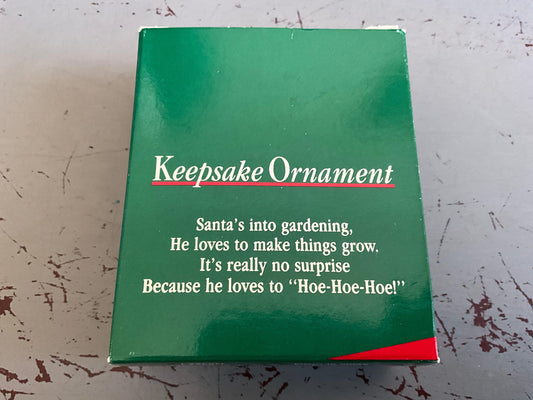 Keepsake Ornament
Santa's into gardening,
He loves to make things grow.
It's really no surprise
Because he loves to "Hoe-Hoe-Hoe!"